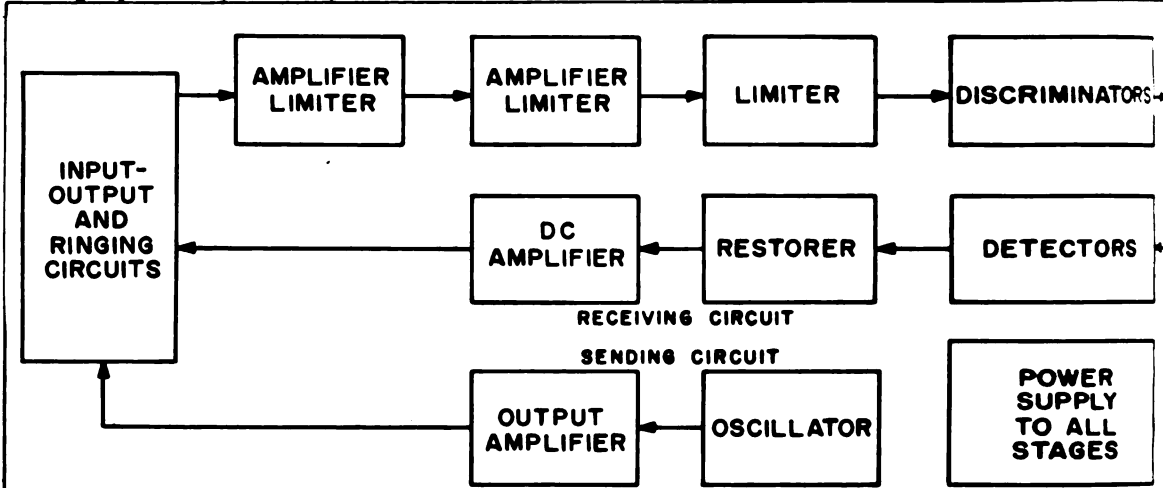 AMPLIFIER
LIMITER
AMPLIFIER
LIMITER
LIMITER
DISCRIMINATORS
INPUT-
OUTPUT
AND
RINGING
CIRCUITS
DC
AMPLIFIER
RESTORER
DETECTORS
RECEIVING CIRCUIT
SENDING CIRCUIT
OUTPUT
AMPLIFIER
OSCILLATOR
POWER
SUPPLY
TO ALL
STAGES